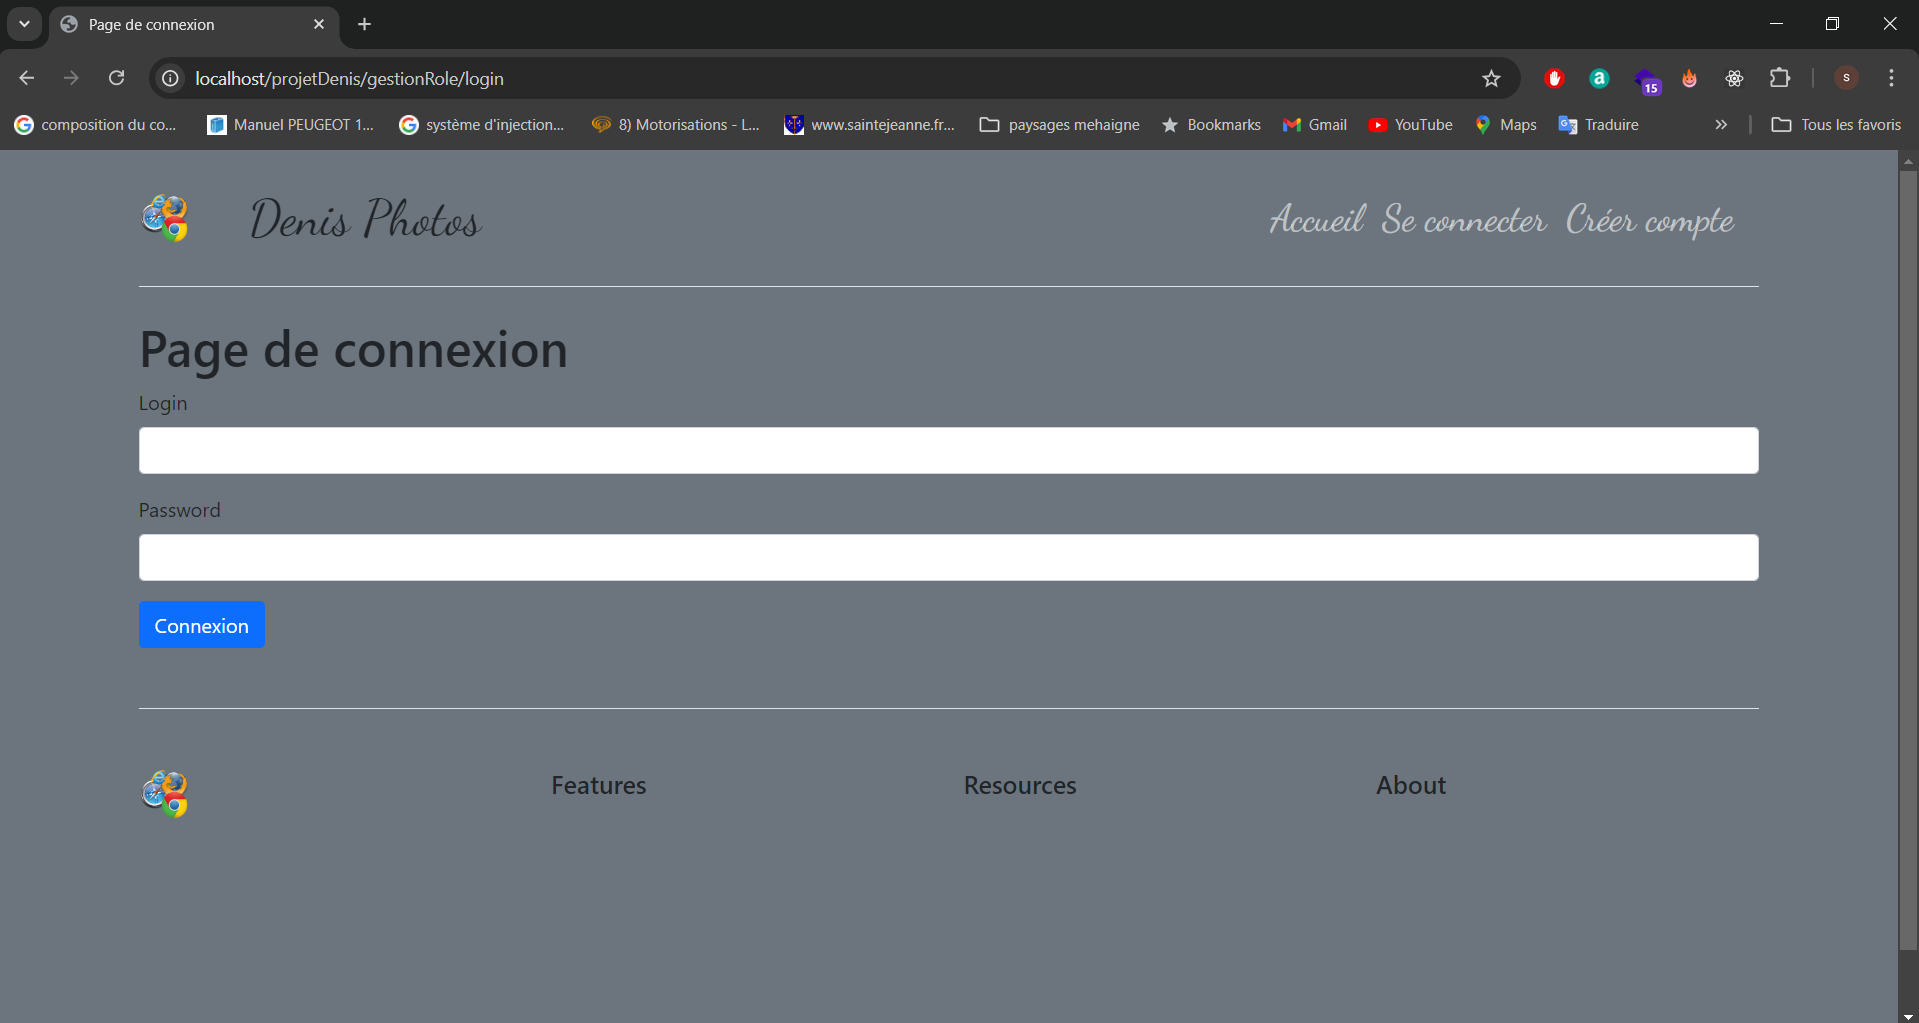 Page de connexion
localhost/projetDenis/gestionRole/login
a
15
s
composition du co...
Manuel PEUGEOT 1...
système d'injection...
8) Motorisations - L...
www.saintejeanne.fr...
paysages mehaigne
Bookmarks
Gmail
YouTube
Maps
Traduire
Tous les favoris
Denis Photos
Accueil Se connecter Créer compte
Page de connexion
Login
Password
Connexion
Features
Resources
About